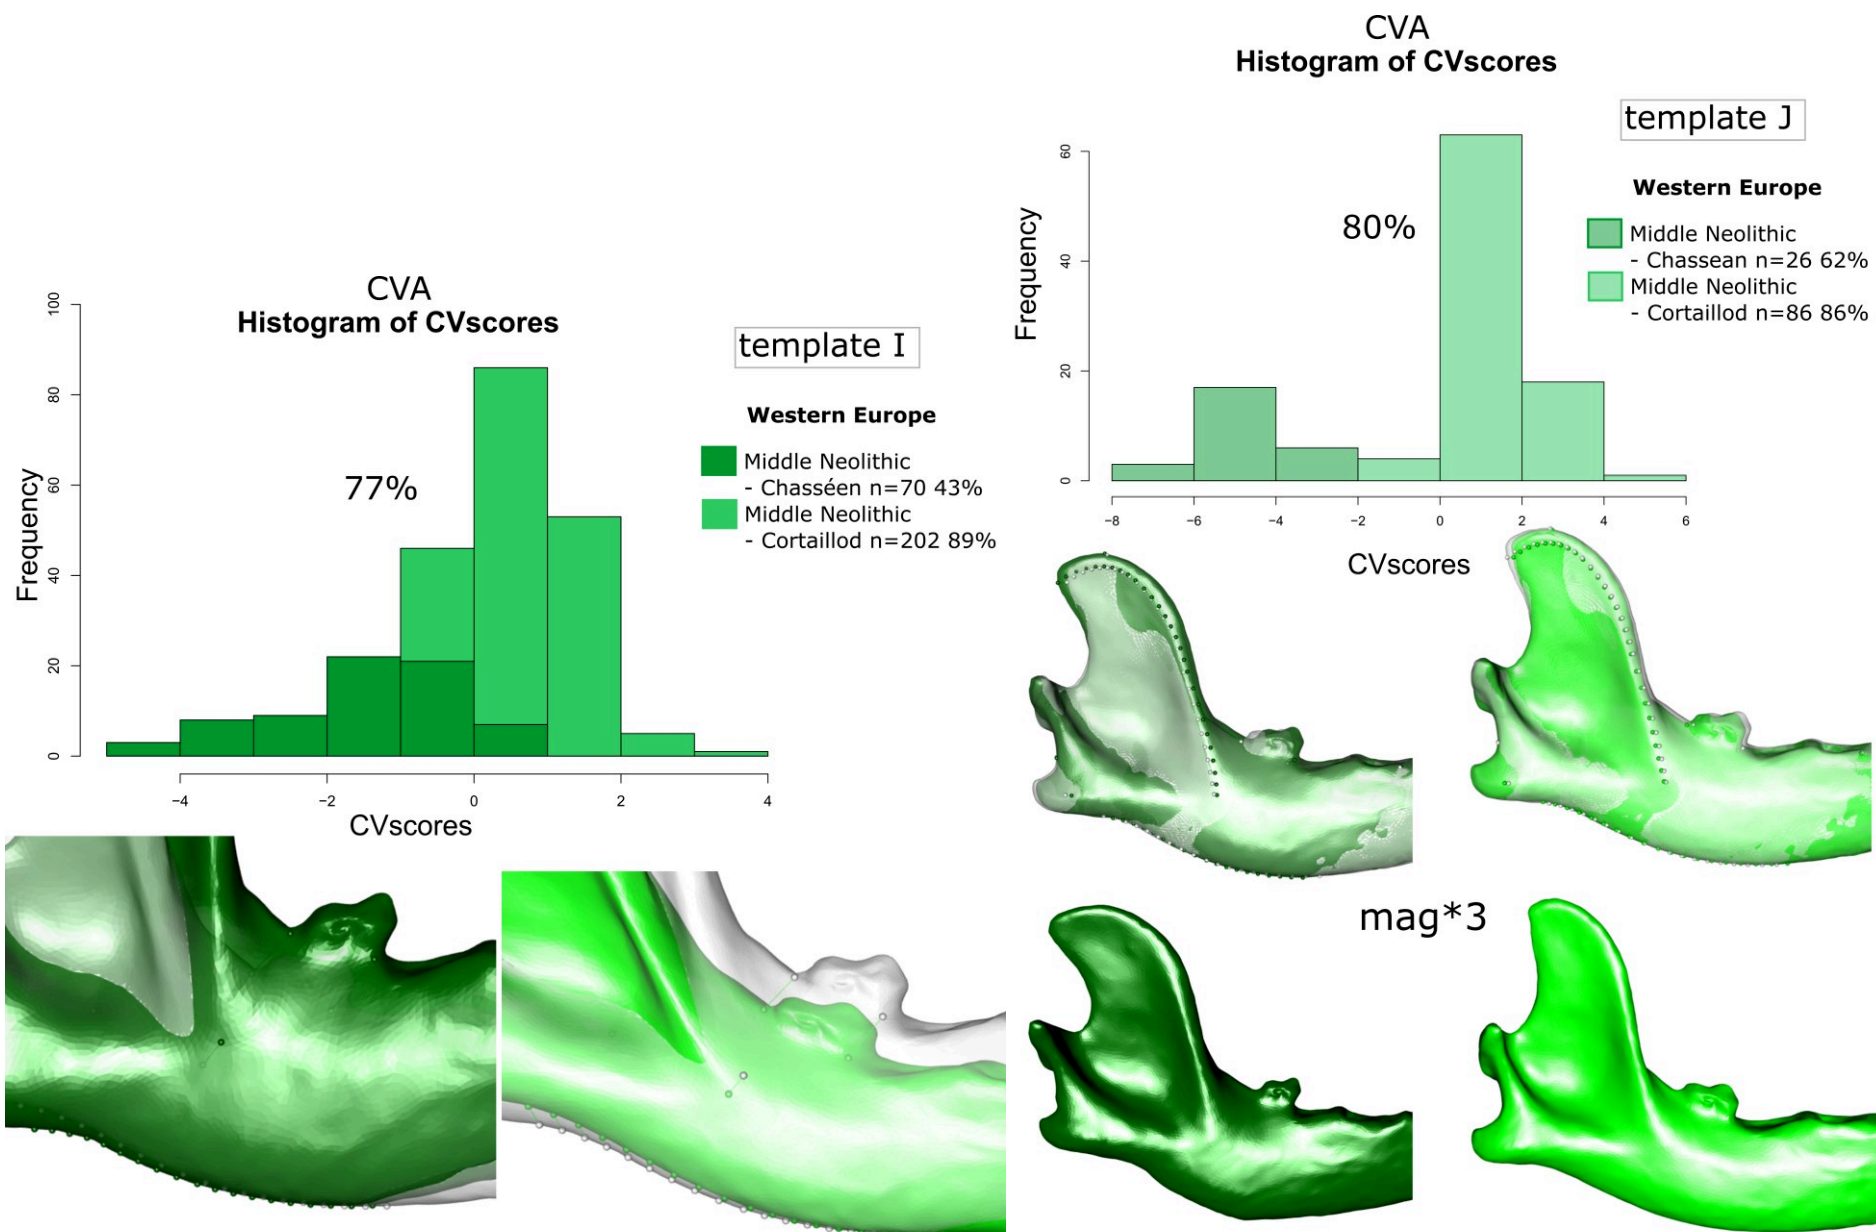 CVA
Histogram of CVscores
template I
Western Europe
Middle Neolithic
- Chasséen n=70 43%
Middle Neolithic
- Cortaillod n=202 89%
77%
Frequency
0
20
40
60
80
100
−4
−2
0
2
4
CVscores
CVA
Histogram of CVscores
template J
Western Europe
Middle Neolithic
- Chassean n=26 62%
Middle Neolithic
- Cortaillod n=86 86%
80%
Frequency
0
20
40
60
−8
−6
−4
−2
0
2
4
6
CVscores
mag*3